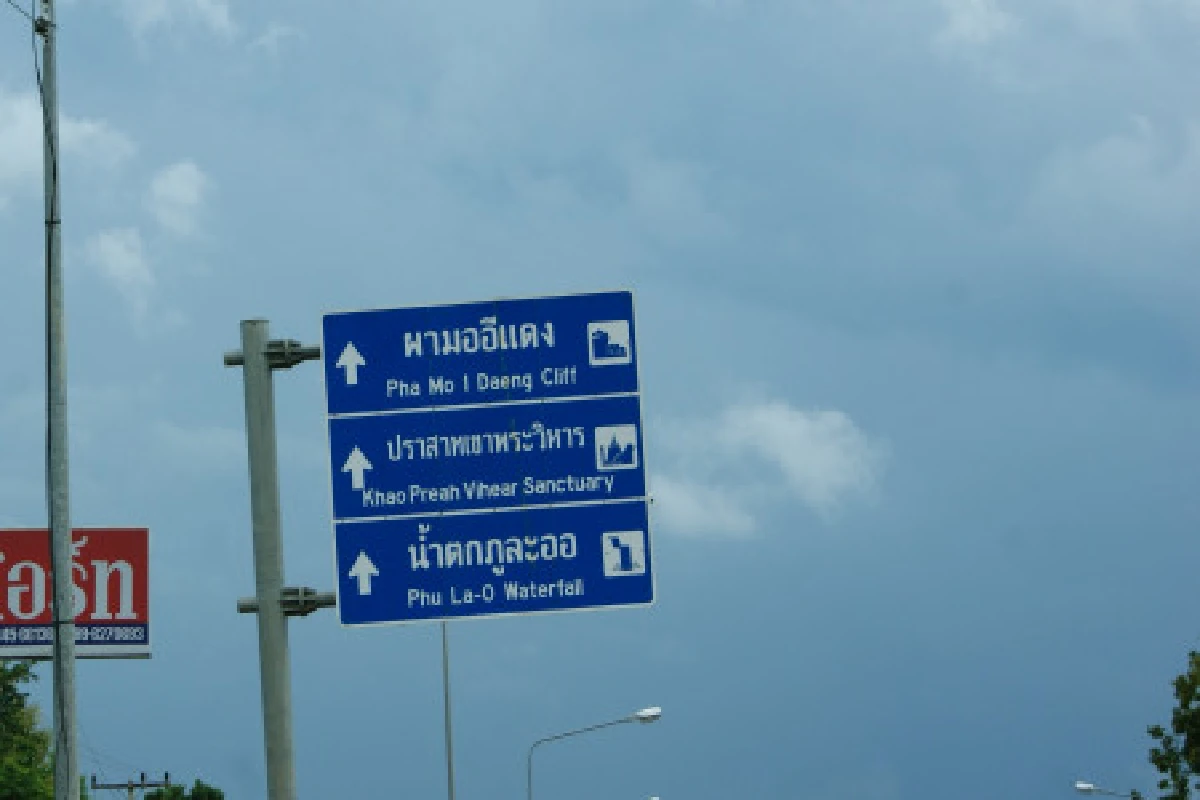 ผามออีแดง
Pha Mo I Daeng Cliff
ปราสาทเขาพระวิหาร
Khao Preah Vihear Sanctuary
น้ำตกภูละออ
Phu La-O Waterfall